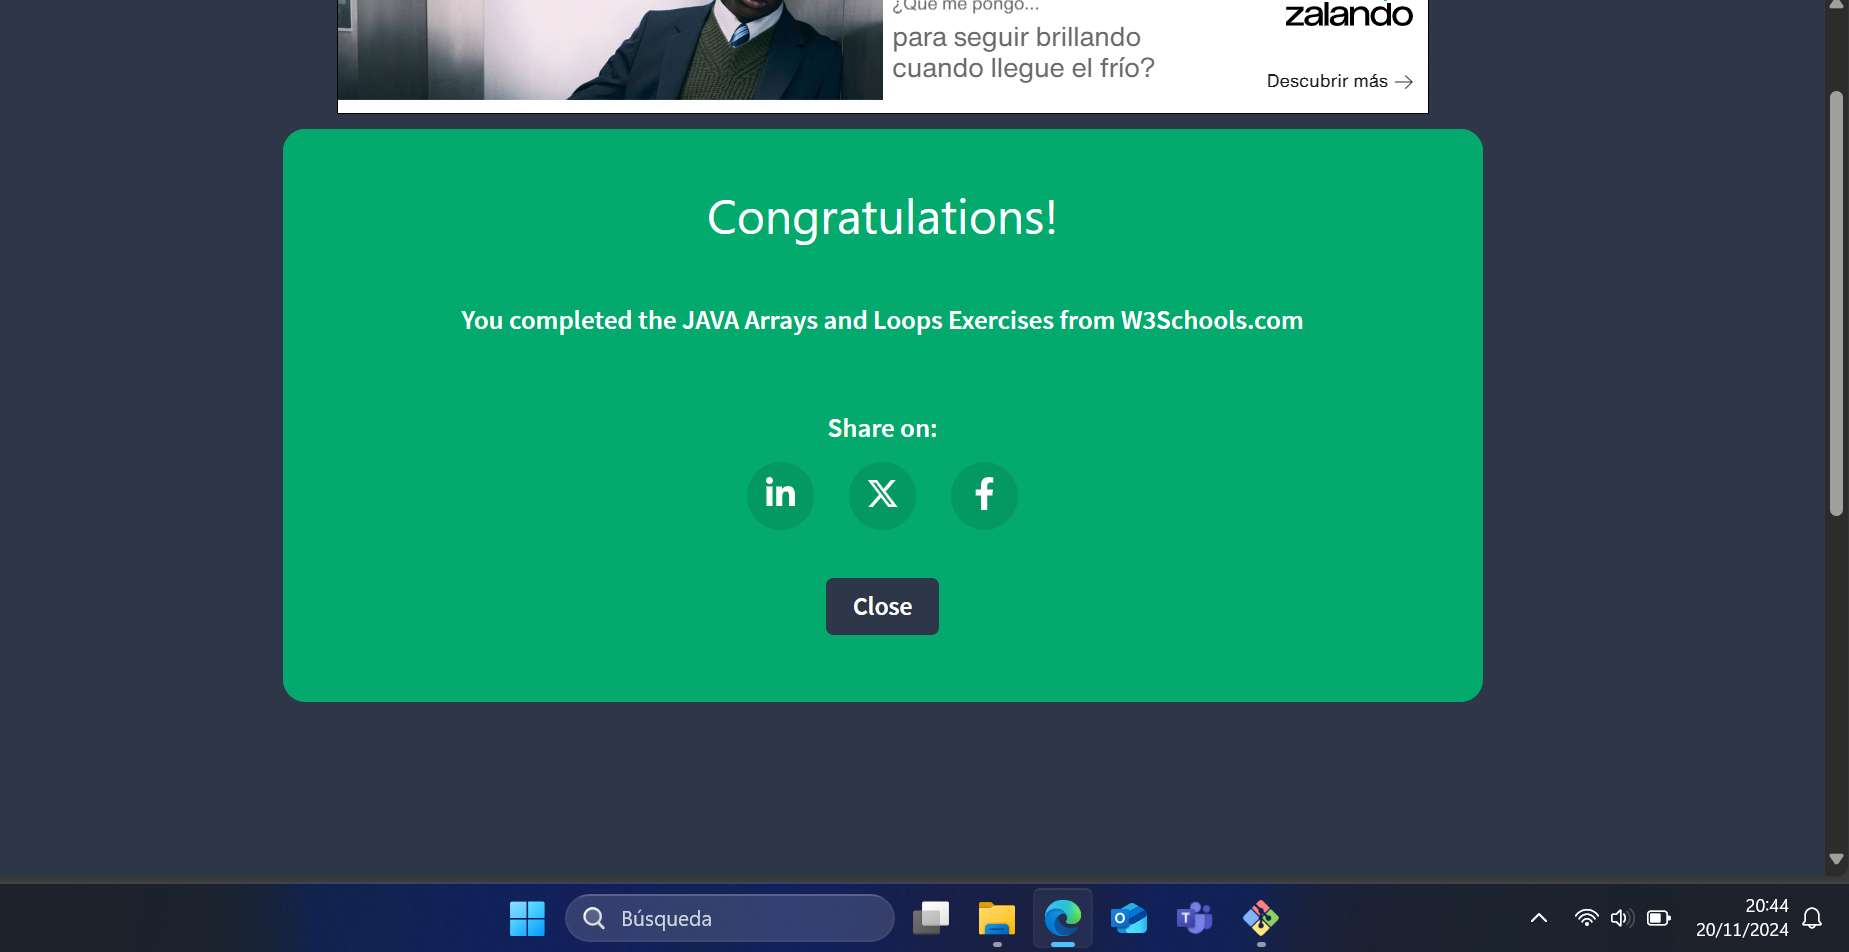 ¿Qué me pongo...
para seguir brillando
cuando llegue el frío?
zalando
Descubrir más →
Congratulations!
You completed the JAVA Arrays and Loops Exercises from W3Schools.com
Share on:
in X f
Close
Búsqueda
20:44
20/11/2024